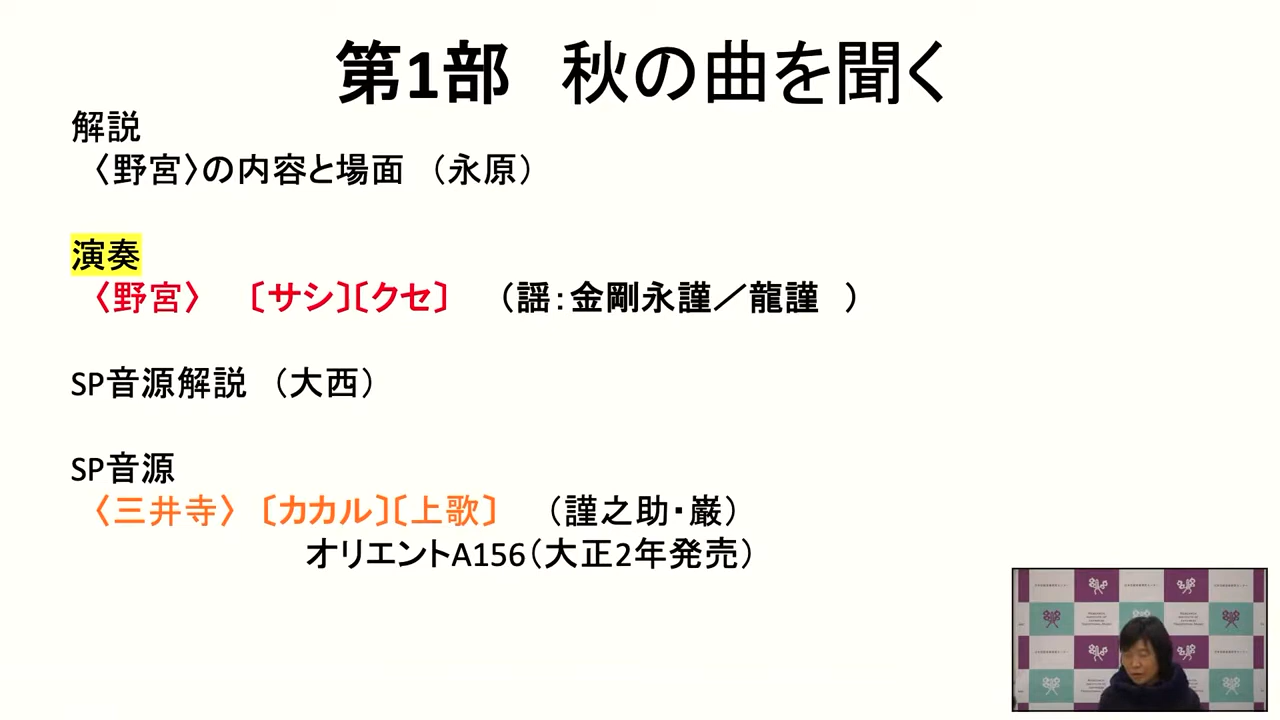 第1部　秋の曲を聞く
解説
〈野宮〉の内容と場面　（永原）
演奏
〈野宮〉　〔サシ〕〔クセ〕　（謡：金剛永謹／龍謹　）
SP音源解説　（大西）
SP音源
〈三井寺〉　〔カカル〕〔上歌〕　（謹之助・巌）
オリエントA156（大正2年発売）